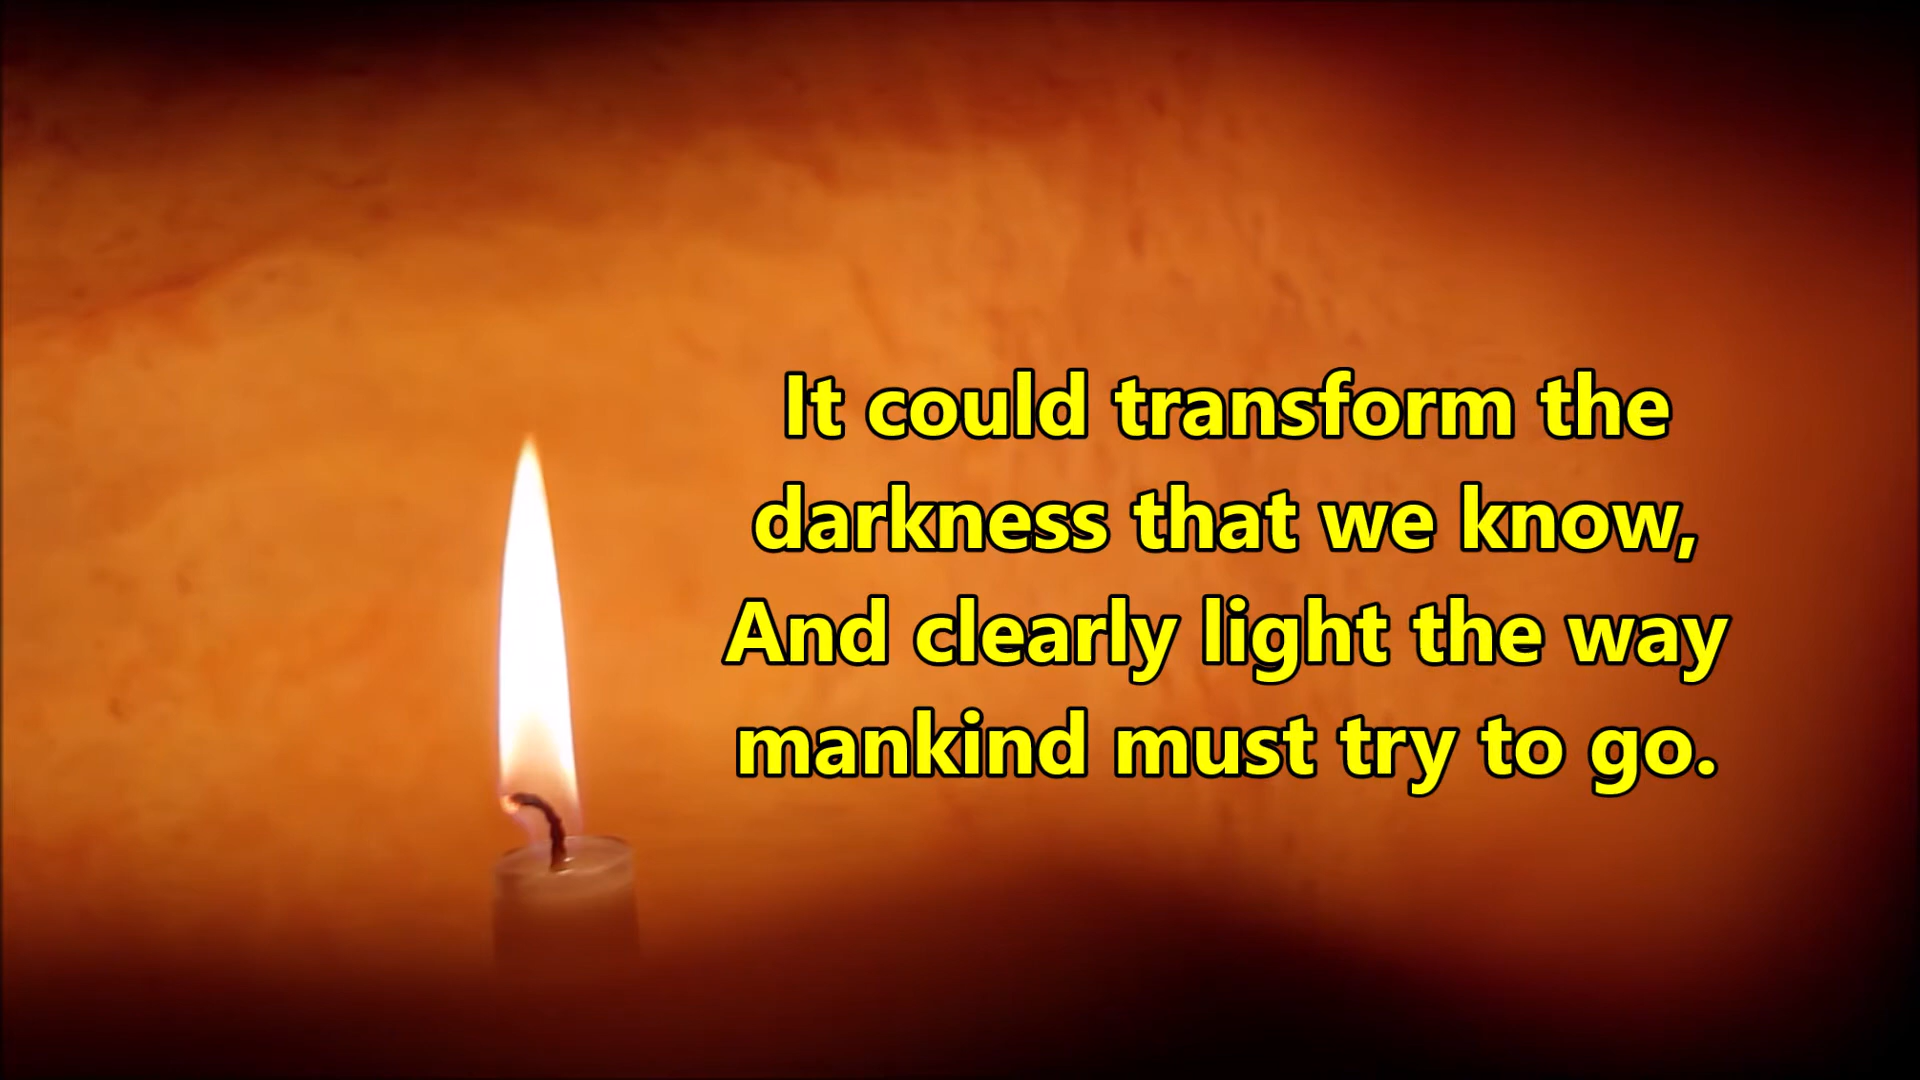 It could transform the
darkness that we know,
And clearly light the way
mankind must try to go.